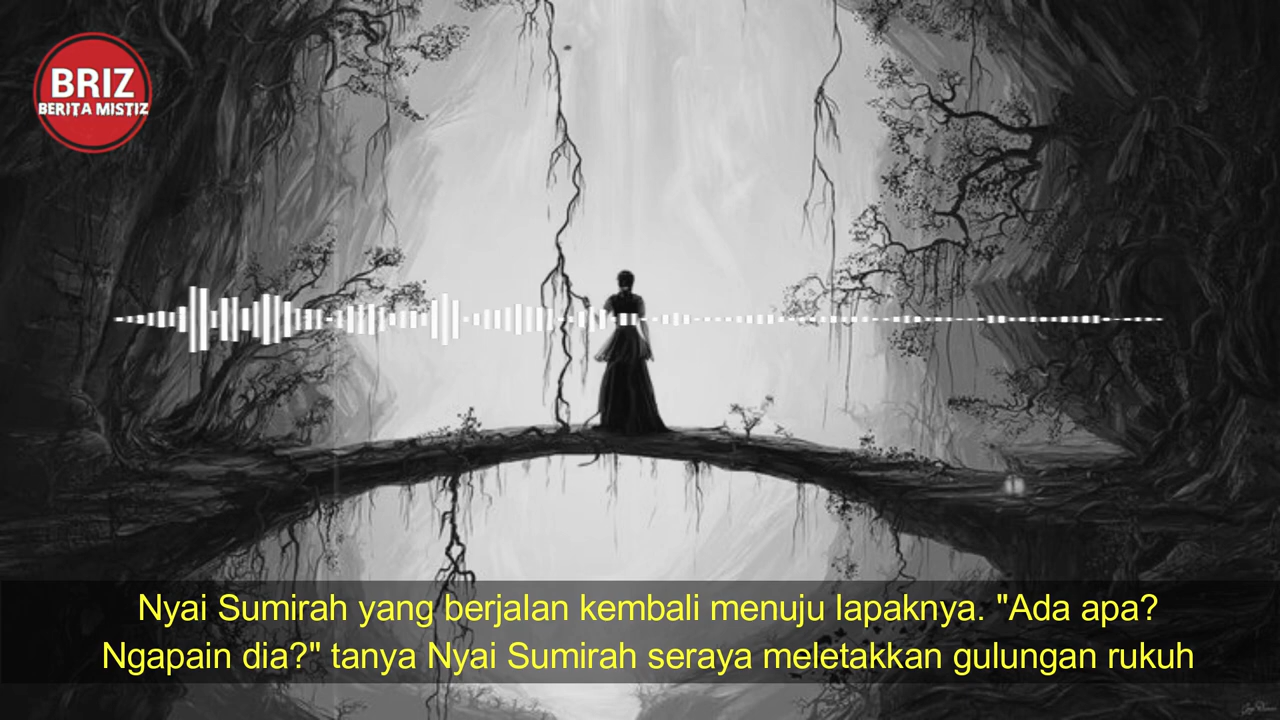 BRIZ
BERITA MISTIZ
Nyai Sumirah yang berjalan kembali menuju lapaknya. "Ada apa?
Ngapain dia?" tanya Nyai Sumirah seraya meletakkan gulungan rukuh